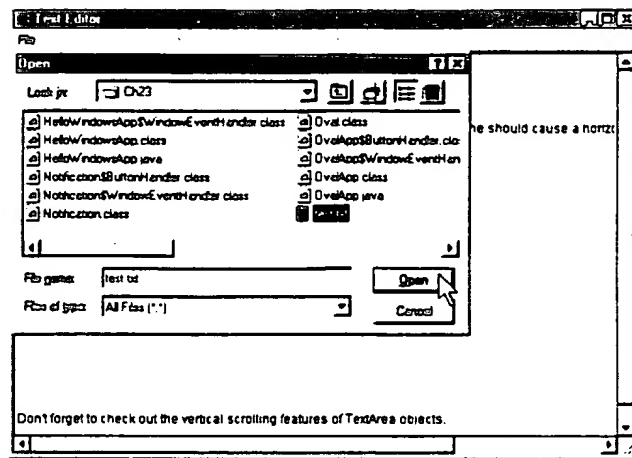 Text Editor
File
Open
Look in:
Ch23
HelloWindowsApp$WindowEventHandler.class
HelloWindowsApp.class
HelloWindowsApp.java
Notification$ButtonHandler.class
Notification$WindowEventHandler.class
Notification.class
Oval.class
OvalApp$ButtonHandler.clas
OvalApp$WindowEventHan
OvalApp.class
OvalApp.java
he should cause a horizo
File name:
test.txt
Open
Files of type:
All Files (*.*)
Cancel
Don't forget to check out the vertical scrolling features of TextArea objects.